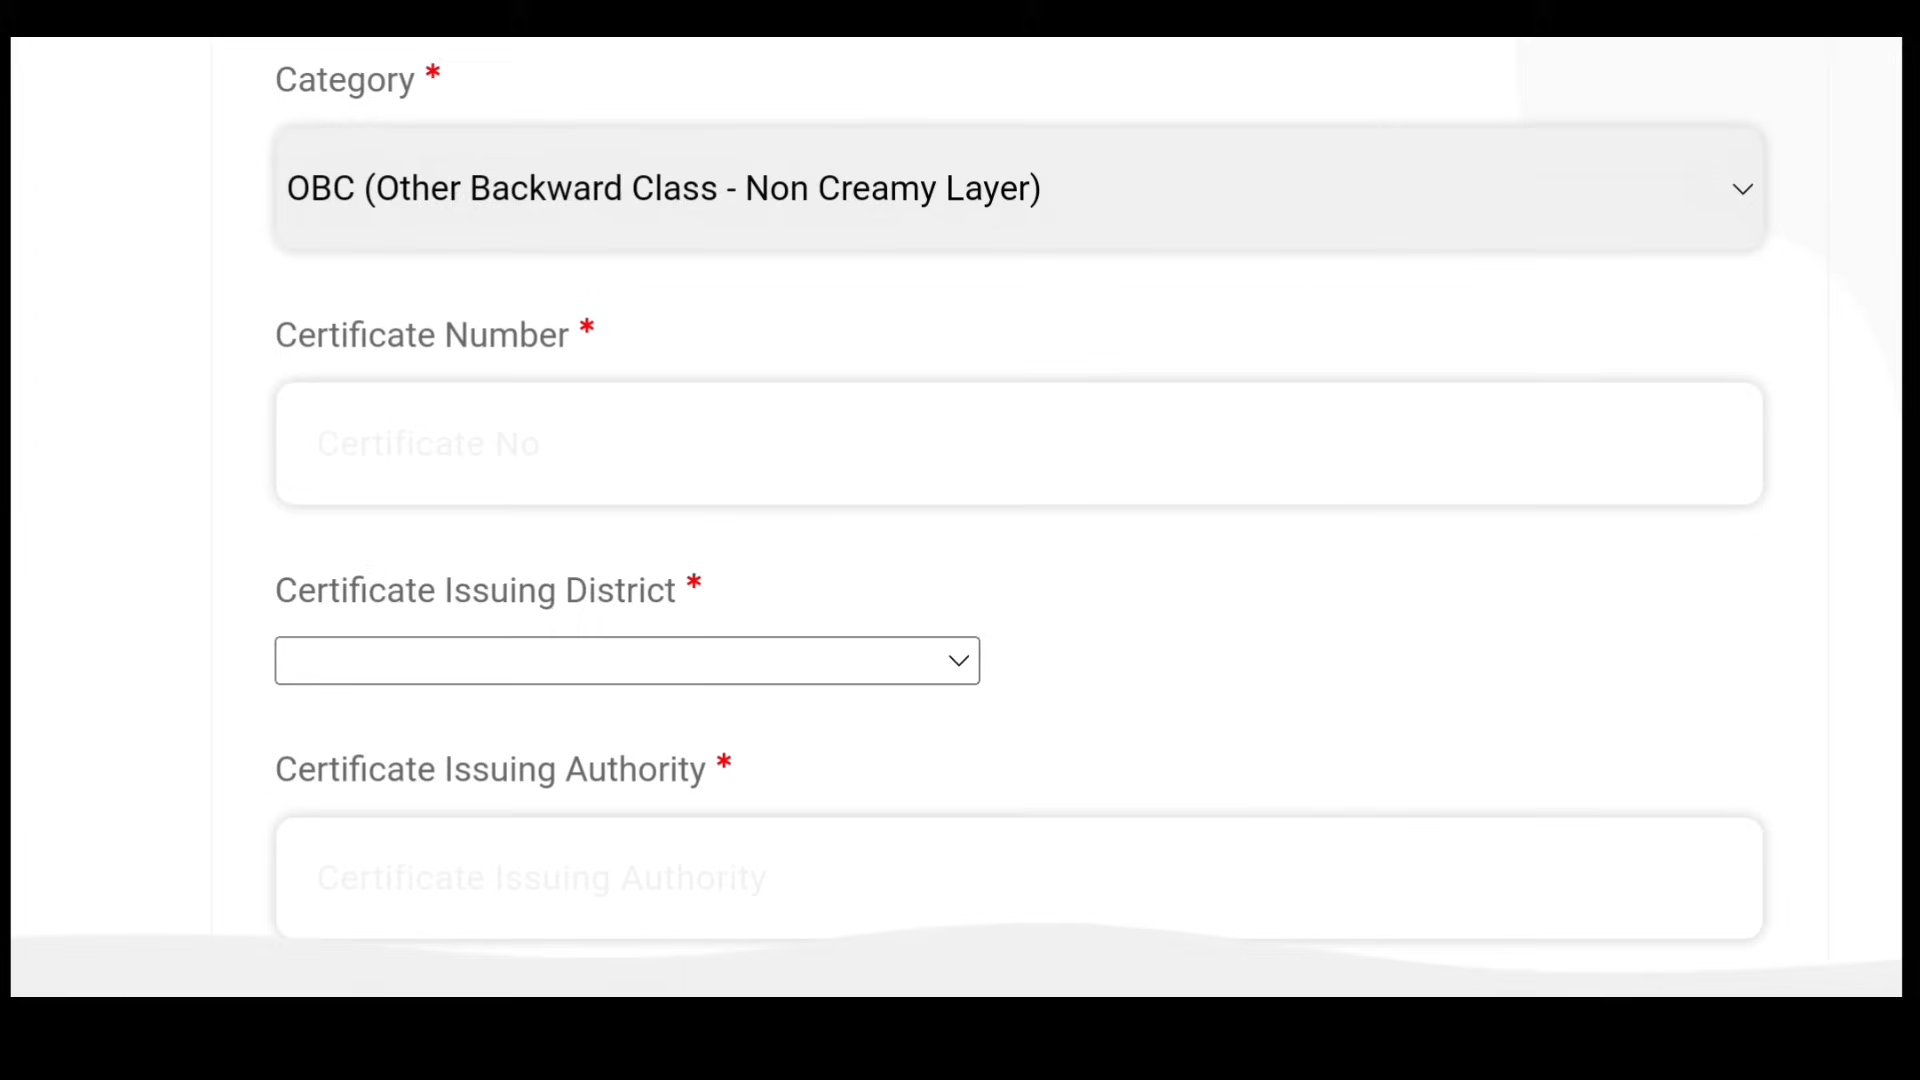 Category *
OBC (Other Backward Class - Non Creamy Layer)
Certificate Number *
Certificate No
Certificate Issuing District *
Certificate Issuing Authority *
Certificate Issuing Authority